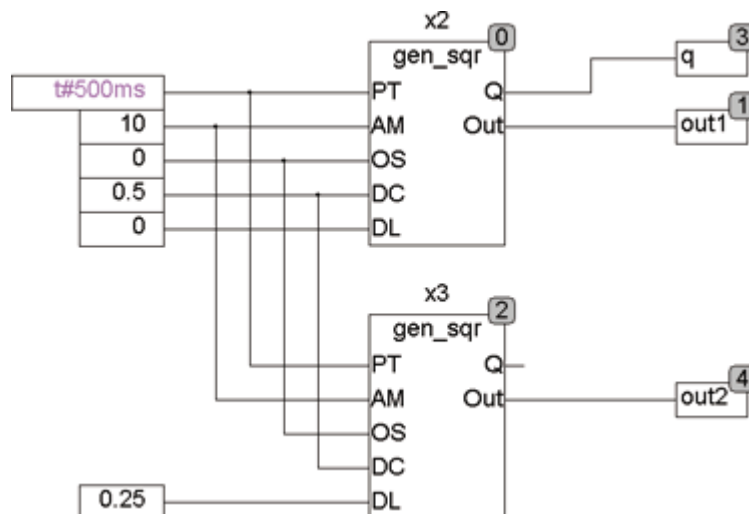 x2
0
gen_sqr
3
t#500ms
PT
Q
q
10
AM
Out
1
out1
0
OS
0.5
DC
0
DL
x3
2
gen_sqr
PT
Q
AM
Out
4
out2
OS
DC
0.25
DL